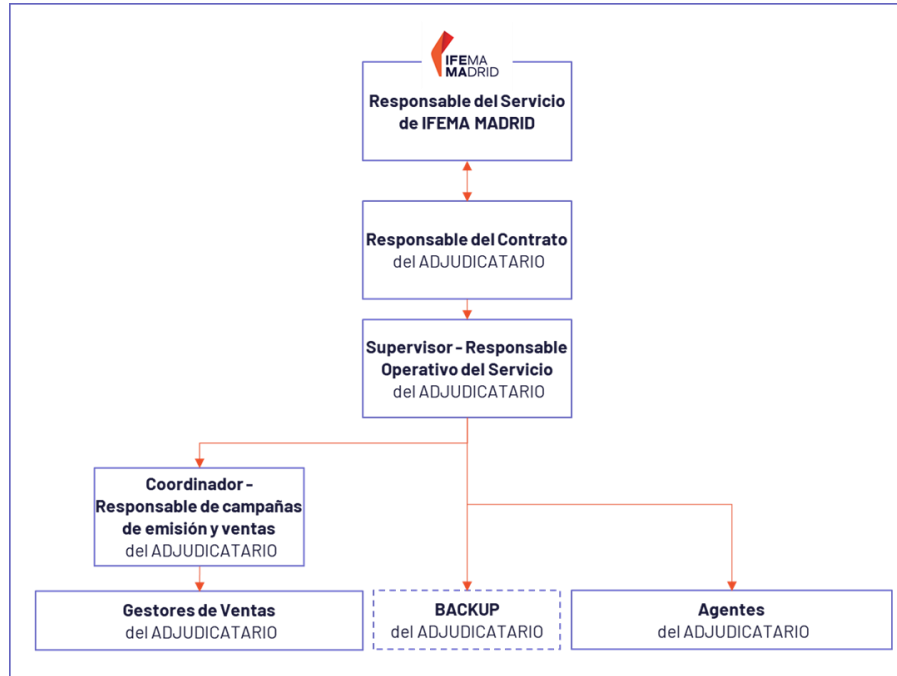 IFEMA
MADRID
Responsable del Servicio
de IFEMA MADRID
Responsable del Contrato
del ADJUDICATARIO
Supervisor - Responsable
Operativo del Servicio
del ADJUDICATARIO
Coordinador -
Responsable de campañas
de emisión y ventas
del ADJUDICATARIO
Gestores de Ventas
del ADJUDICATARIO
BACKUP
del ADJUDICATARIO
Agentes
del ADJUDICATARIO